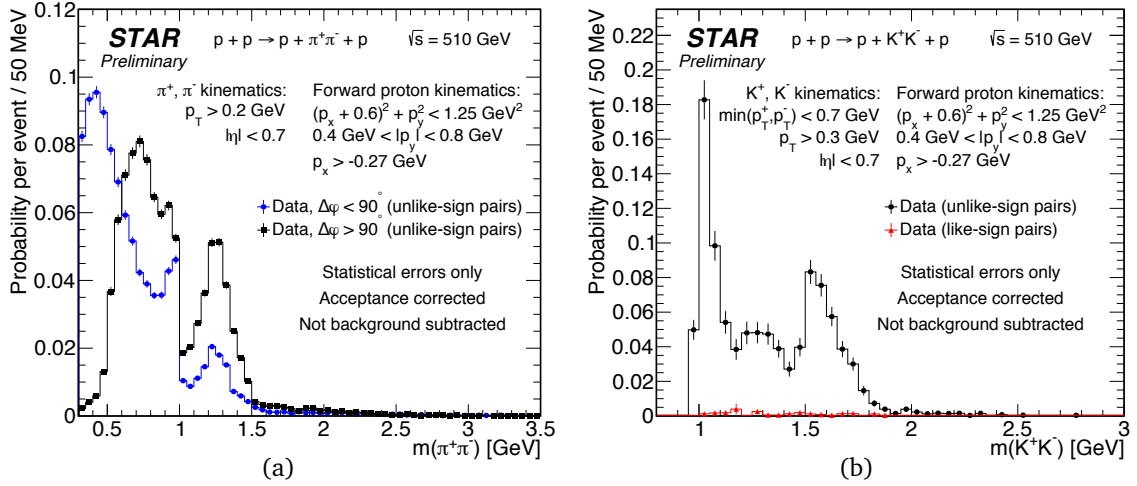 Probability per event / 50 MeV
0.1
0.08
0.06
0.04
0.02
0
STAR
Preliminary
p + p → p + π⁺π⁻ + p
√s = 510 GeV
π⁺, π⁻ kinematics:
p_T > 0.2 GeV
|η| < 0.7
Forward proton kinematics:
(p_x + 0.6)² + p_y² < 1.25 GeV²
0.4 GeV < |p_y| < 0.8 GeV
p_x > -0.27 GeV
Data, Δφ < 90° (unlike-sign pairs)
Data, Δφ > 90° (unlike-sign pairs)
Statistical errors only
Acceptance corrected
Not background subtracted
0.5 1 1.5 2 2.5 3 3.5
m(π⁺π⁻) [GeV]
(a)
Probability per event / 50 MeV
0.22
0.2
0.18
0.16
0.14
0.12
0.1
0.08
0.06
0.04
0.02
0
STAR
Preliminary
p + p → p + K⁺K⁻ + p
√s = 510 GeV
K⁺, K⁻ kinematics:
min(p_T⁺,p_T⁻) < 0.7 GeV
p_T > 0.3 GeV
|η| < 0.7
Forward proton kinematics:
(p_x + 0.6)² + p_y² < 1.25 GeV²
0.4 GeV < |p_y| < 0.8 GeV
p_x > -0.27 GeV
Data (unlike-sign pairs)
Data (like-sign pairs)
Statistical errors only
Acceptance corrected
Not background subtracted
1 1.5 2 2.5 3
m(K⁺K⁻) [GeV]
(b)